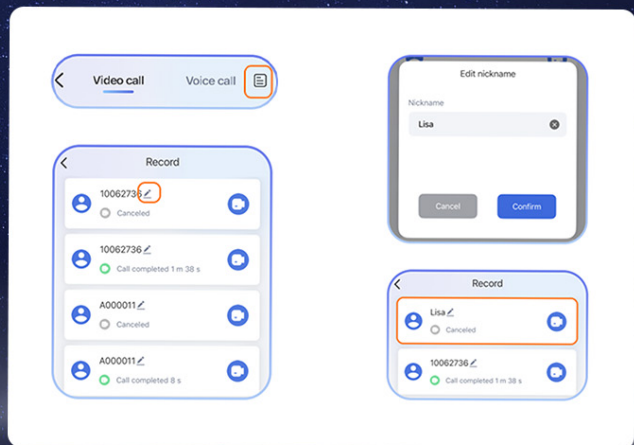 Video call
Voice call
Record
10062736
Canceled
10062736
Call completed 1 m 38 s
A000011
Canceled
A000011
Call completed 8 s
Edit nickname
Nickname
Lisa
Cancel
Confirm
Record
Lisa
Canceled
10062736
Call completed 1 m 38 s